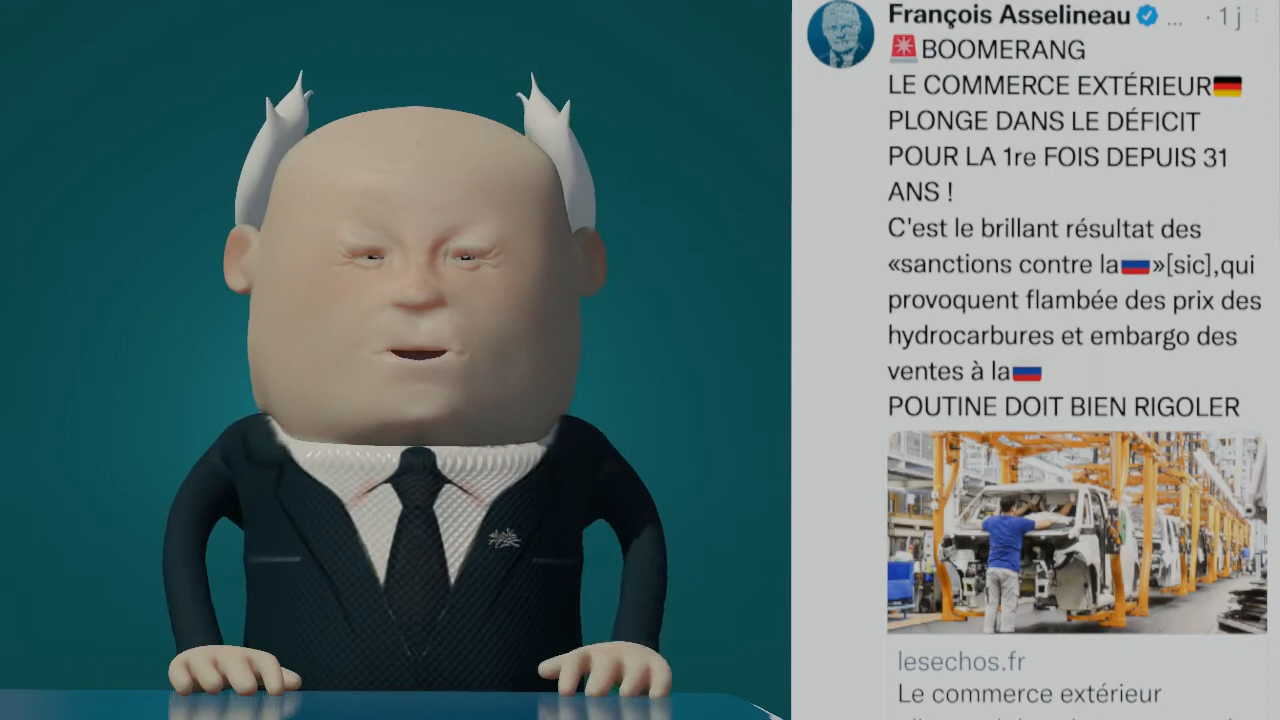 François Asselineau ... · 1 j
🚨BOOMERANG
LE COMMERCE EXTÉRIEUR🇩🇪
PLONGE DANS LE DÉFICIT
POUR LA 1re FOIS DEPUIS 31
ANS !
C'est le brillant résultat des
«sanctions contre la🇷🇺»[sic],qui
provoquent flambée des prix des
hydrocarbures et embargo des
ventes à la🇷🇺
POUTINE DOIT BIEN RIGOLER
lesechos.fr
Le commerce extérieur